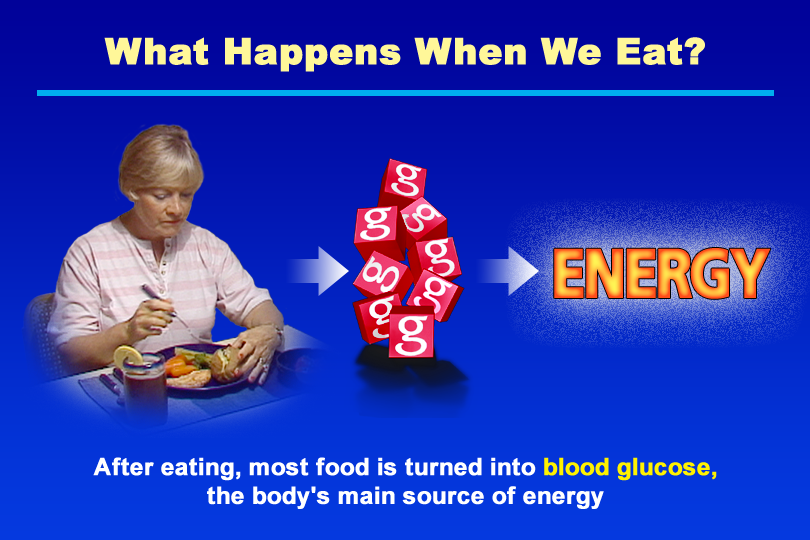 What Happens When We Eat?
g
g
g
g
g
g
g
g
ENERGY
After eating, most food is turned into blood glucose,
the body's main source of energy